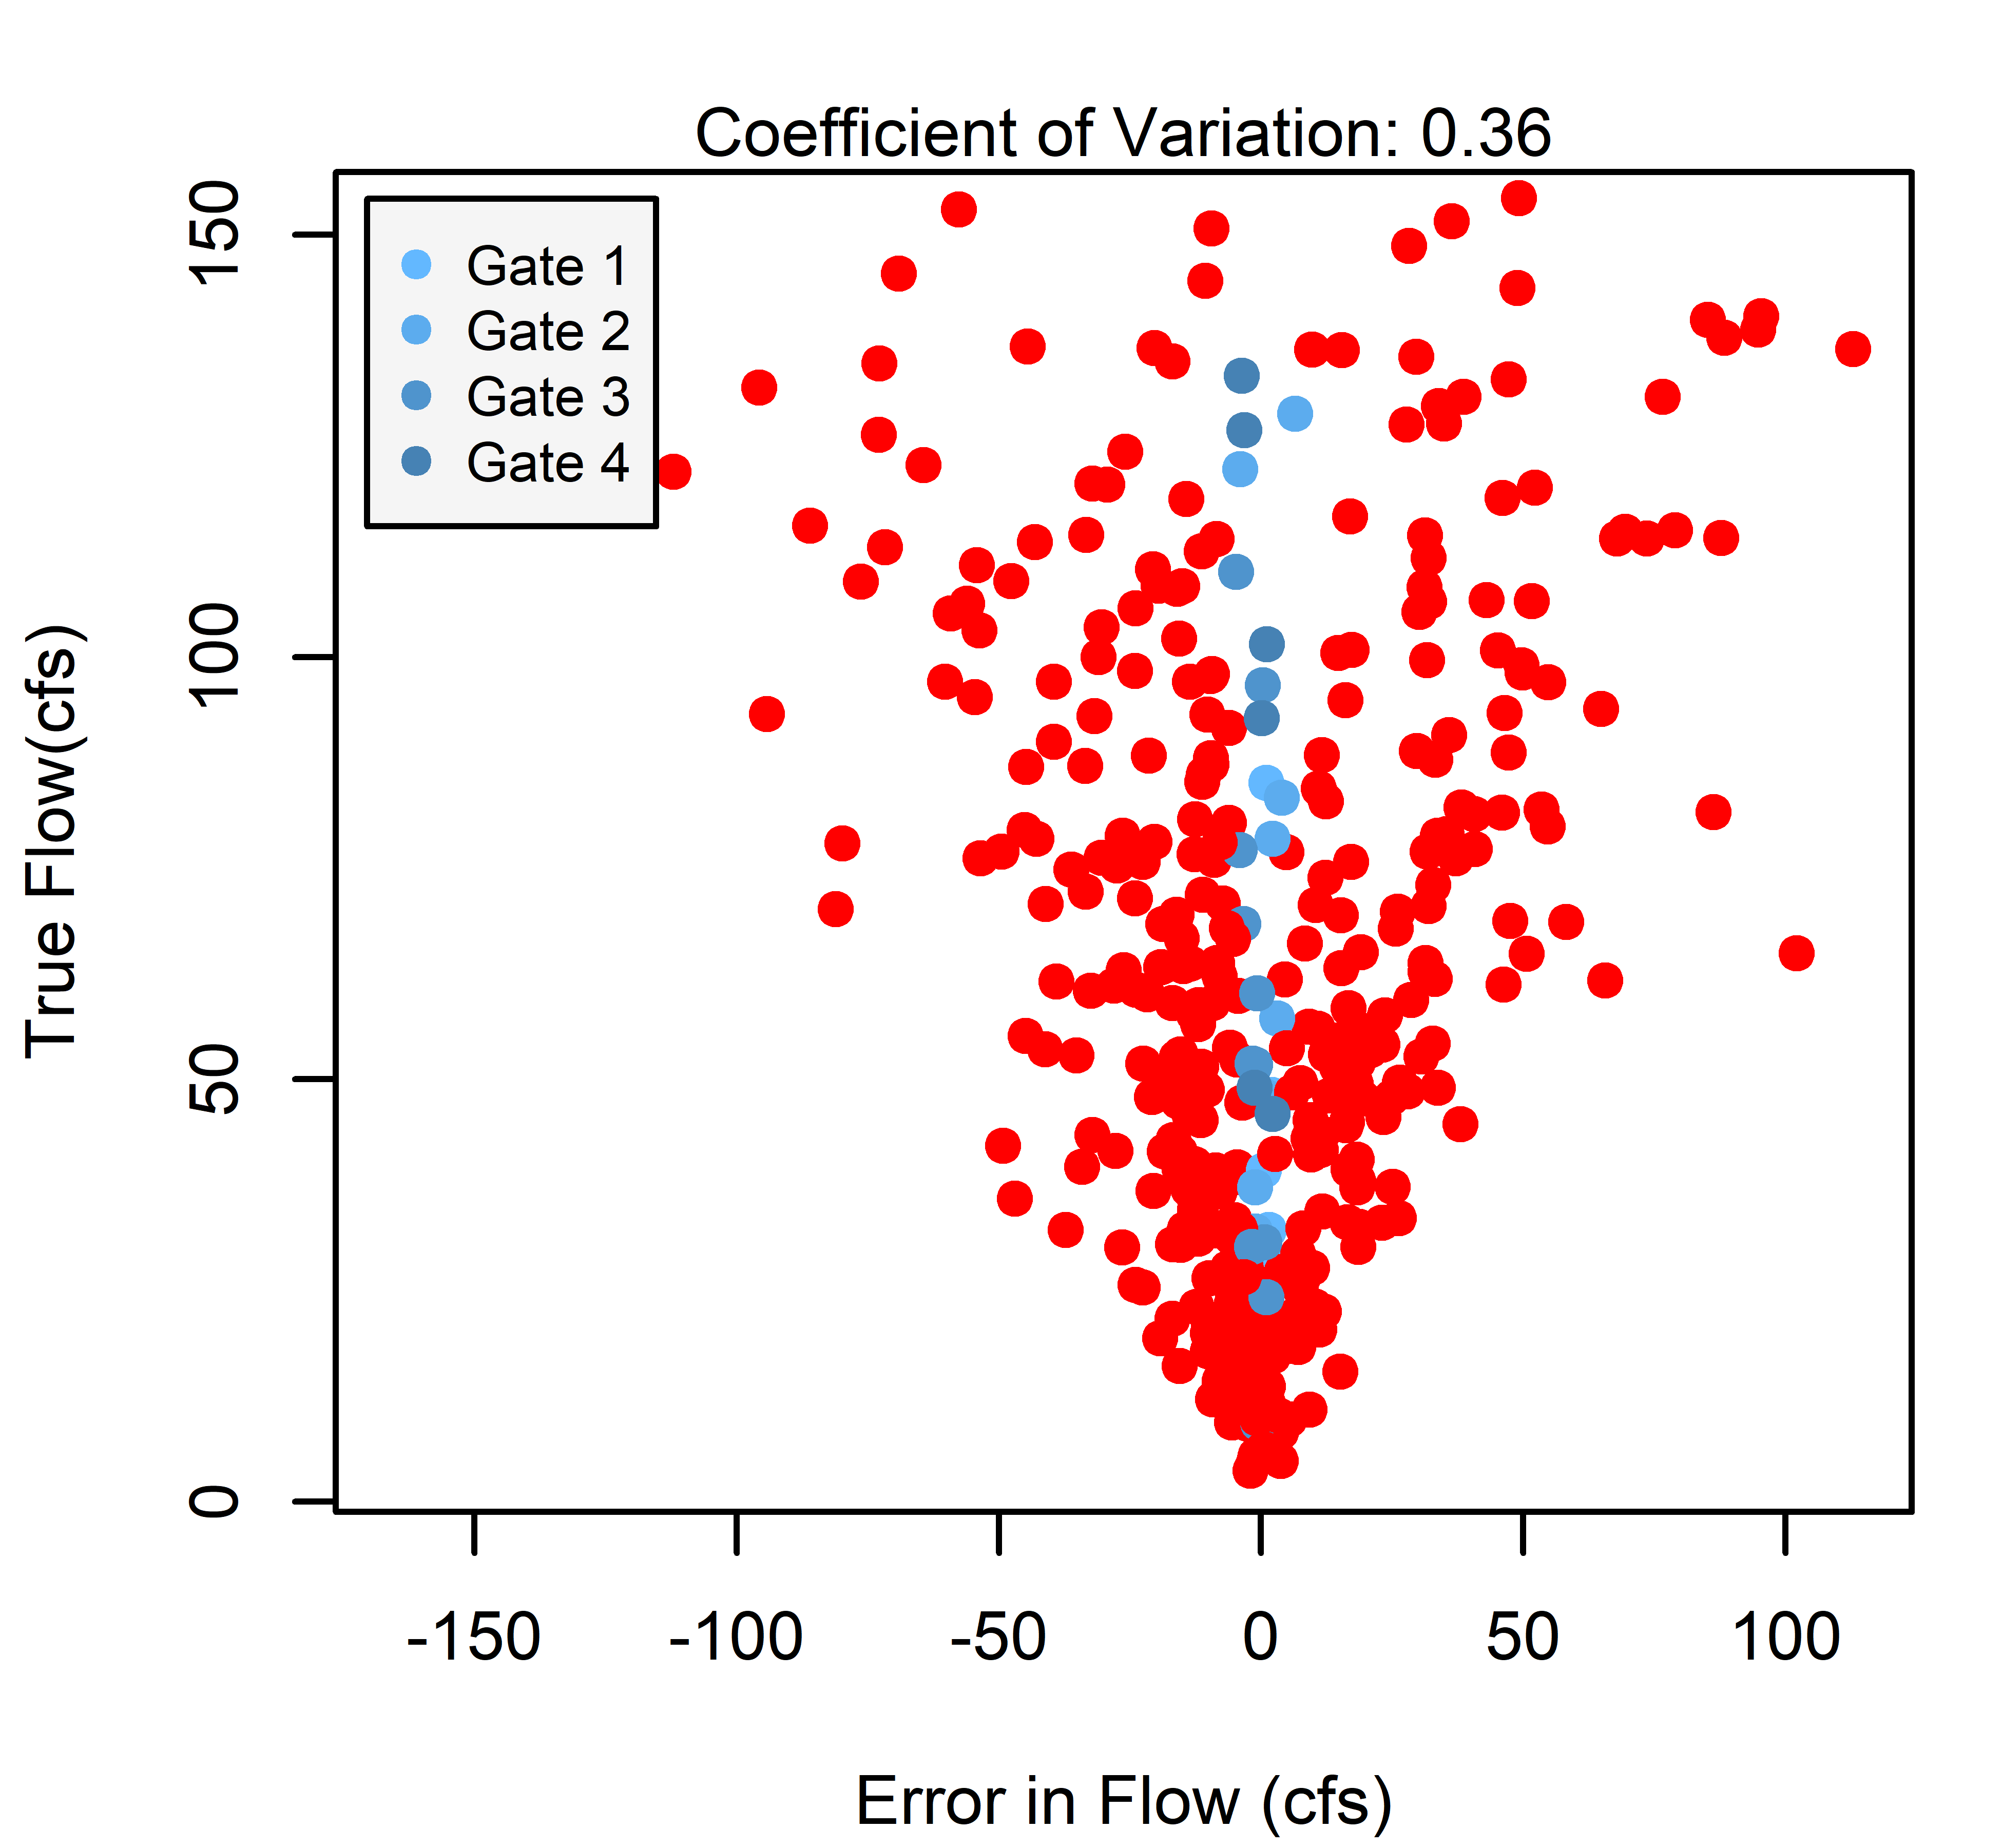 Coefficient of Variation: 0.36
Gate 1
Gate 2
Gate 3
Gate 4
True Flow(cfs)
150
100
50
0
-150 -100 -50 0 50 100
Error in Flow (cfs)